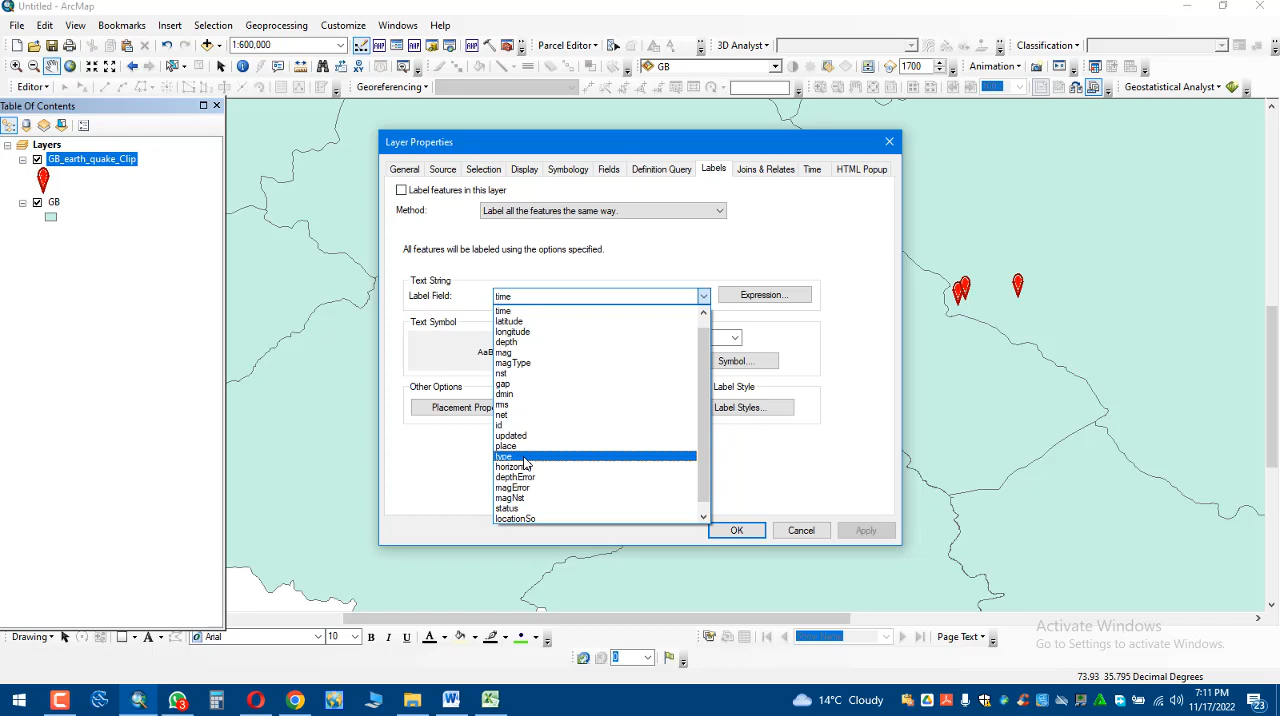 Untitled - ArcMap
File Edit View Bookmarks Insert Selection Geoprocessing Customize Windows Help
1:600,000 Parcel Editor 3D Analyst Classification
GB 1700 Animation
Editor Georeferencing Geostatistical Analyst
Table Of Contents
Layers
GB_earth_quake_Clip
GB
Layer Properties
General Source Selection Display Symbology Fields Definition Query Labels Joins & Relates Time HTML Popup
Label features in this layer
Method: Label all the features the same way.
All features will be labeled using the options specified.
Text String
Label Field: time Expression...
time
latitude
longitude
depth
mag
magType
nst
gap
dmin
rms
net
id
updated
place
type
depthError
magError
magNst
status
locationSo
Text Symbol
Symbol...
Other Options
Label Style
Label Styles...
OK Cancel Apply
Activate Windows
Go to Settings to activate Windows.
Drawing A Arial 10 B I U A
Page Text
0
73.93 35.795 Decimal Degrees
3
14°C Cloudy
7:11 PM
11/17/2022
23